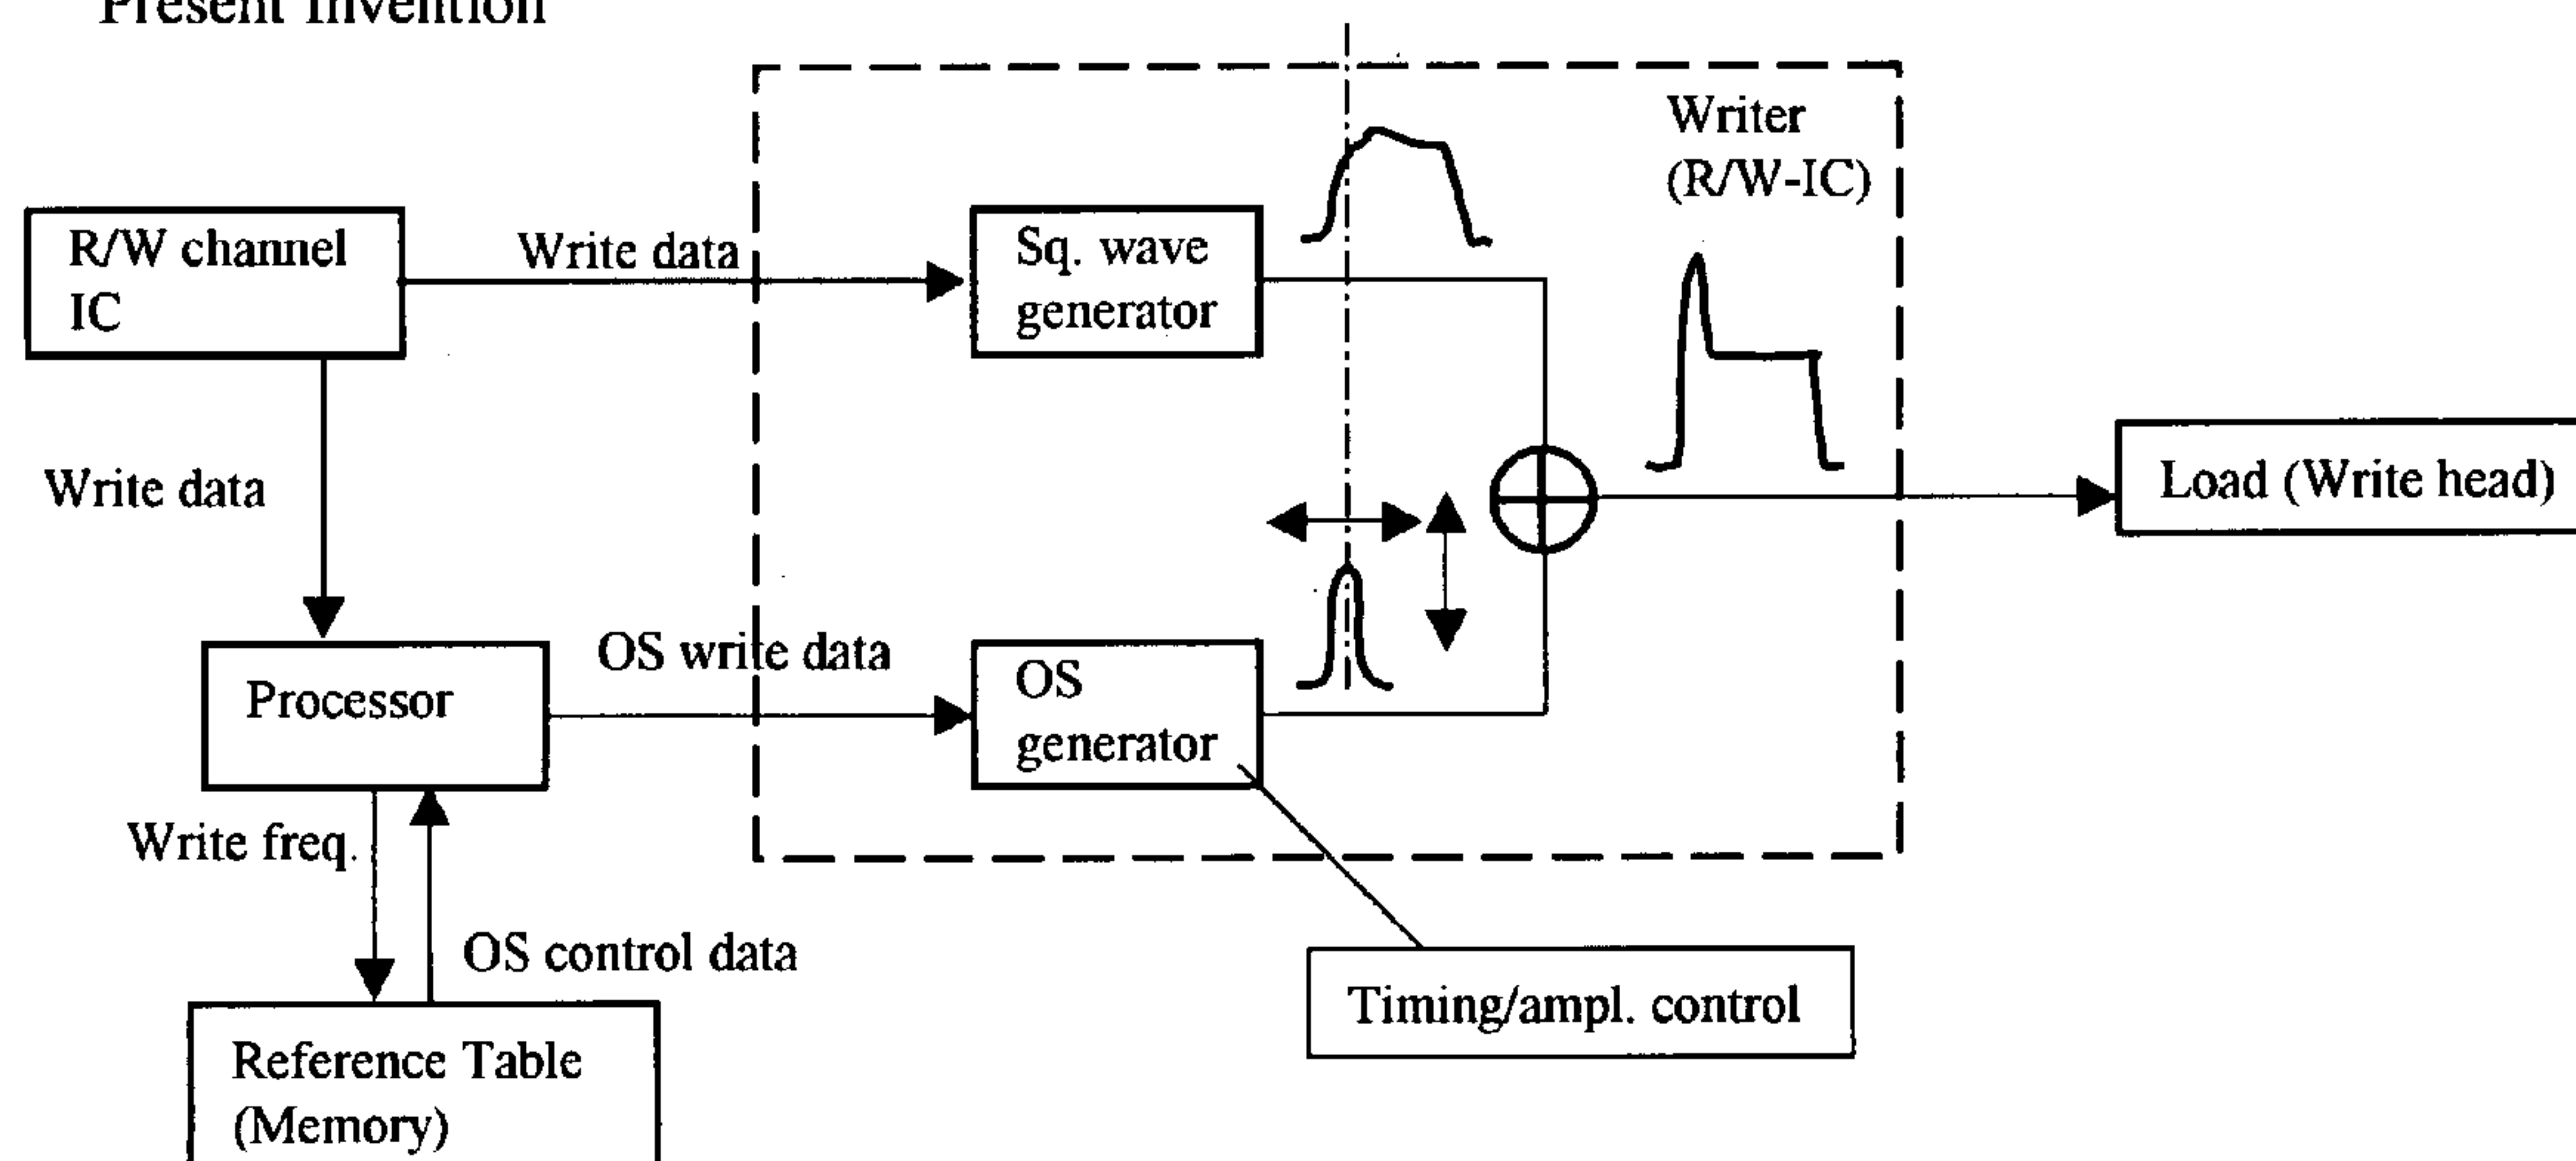 Present Invention
Writer
(R/W-IC)
R/W channel
IC
Write data
Sq. wave
generator
Write data
Load (Write head)
Processor
OS write data
OS
generator
Write freq.
OS control data
Timing/ampl. control
Reference Table
(Memory)